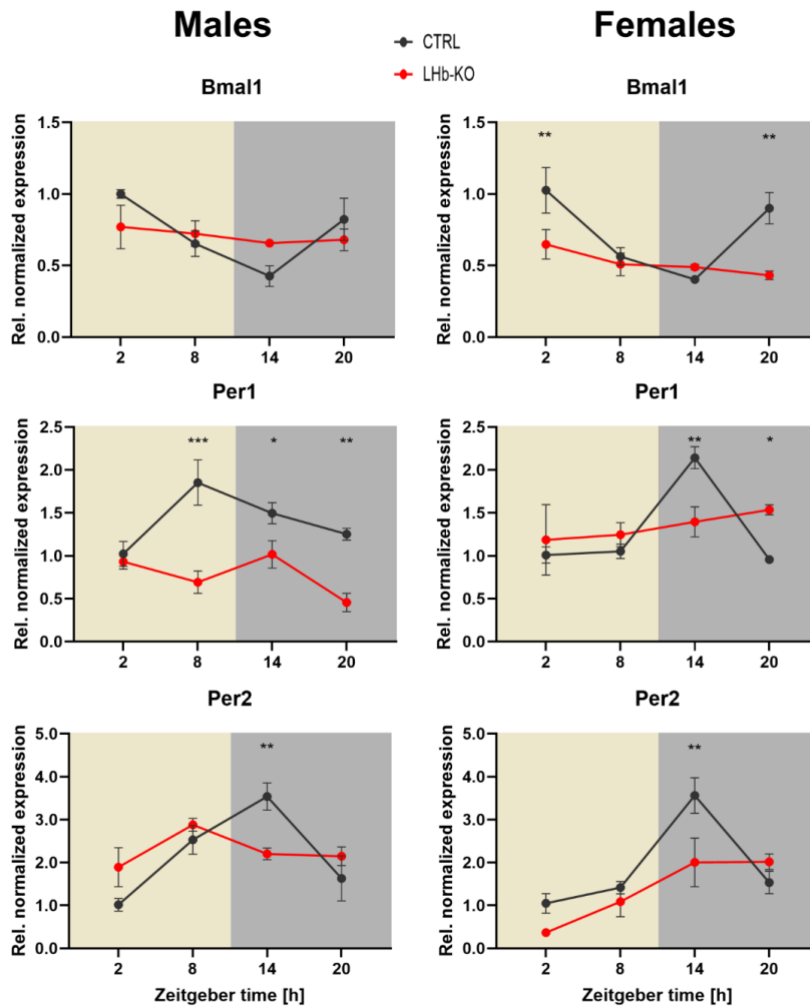 Males
Females
CTRL
LHb-KO
Bmal1
Bmal1
Rel. normalized expression
1.5
1.0
0.5
0.0
2 8 14 20
Rel. normalized expression
1.5
1.0
0.5
0.0
** **
2 8 14 20
Per1
Per1
Rel. normalized expression
2.5
2.0
1.5
1.0
0.5
0.0
*** * **
2 8 14 20
Rel. normalized expression
2.5
2.0
1.5
1.0
0.5
0.0
** *
2 8 14 20
Per2
Per2
Rel. normalized expression
5.0
4.0
3.0
2.0
1.0
0.0
**
2 8 14 20
Zeitgeber time [h]
Rel. normalized expression
5.0
4.0
3.0
2.0
1.0
0.0
**
2 8 14 20
Zeitgeber time [h]